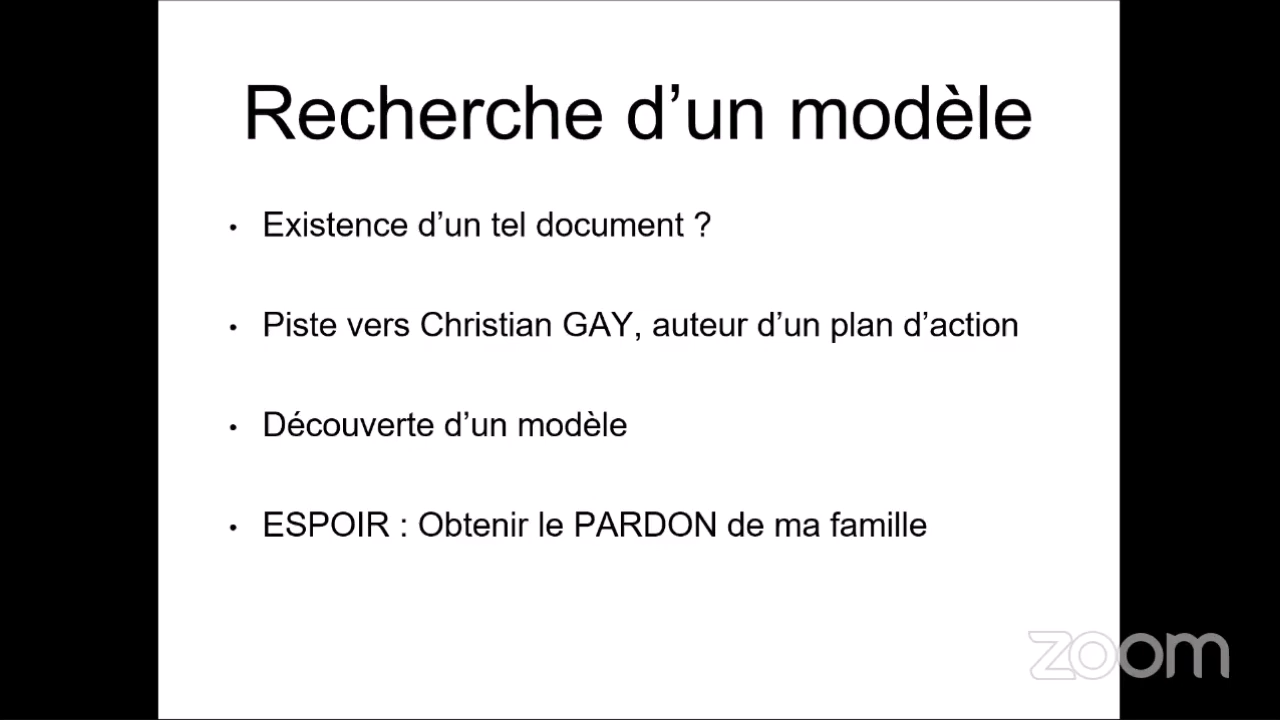 Recherche d’un modèle
• Existence d’un tel document ?
• Piste vers Christian GAY, auteur d’un plan d’action
• Découverte d’un modèle
• ESPOIR : Obtenir le PARDON de ma famille
zoom